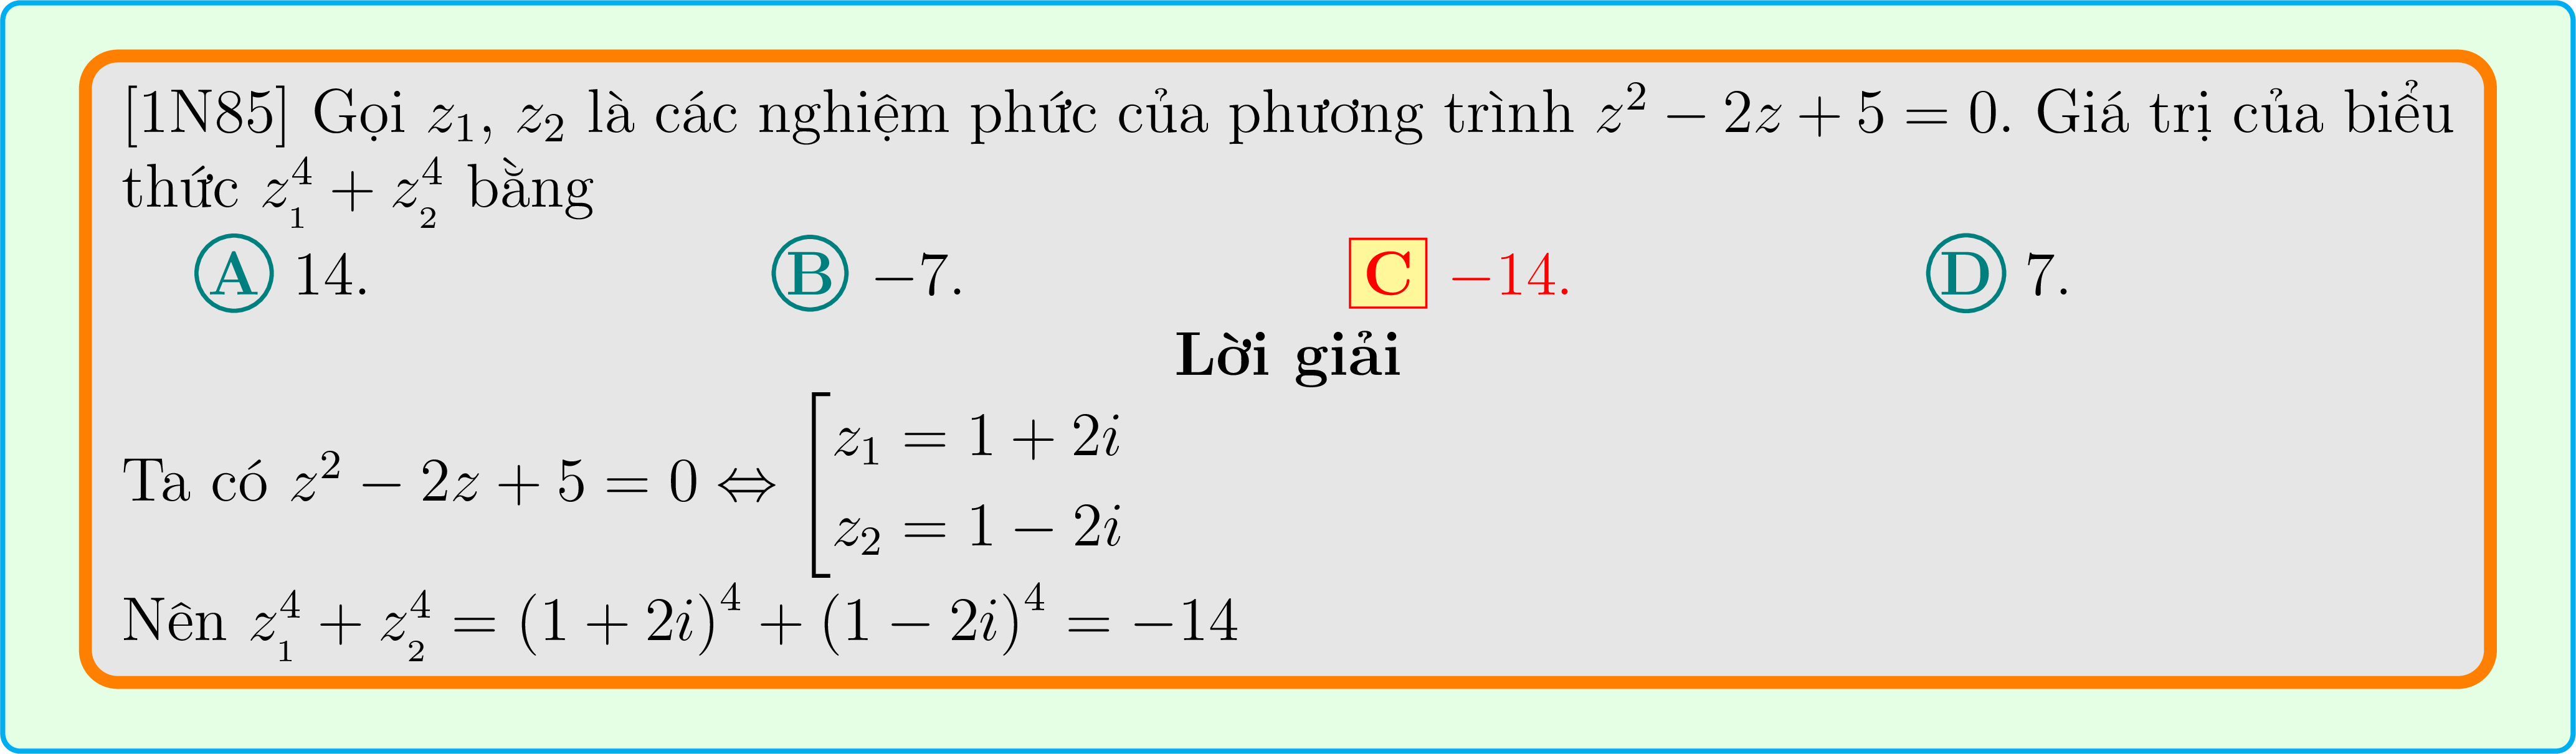 [1N85] Gọi $z_1$, $z_2$ là các nghiệm phức của phương trình $z^2 - 2z + 5 = 0$. Giá trị của biểu
thức $z_1^4 + z_2^4$ bằng
A 14. B −7. C −14. D 7.
Lời giải
Ta có $z^2 - 2z + 5 = 0 \Leftrightarrow \left[\begin{array}{l} z_1 = 1 + 2i \\ z_2 = 1 - 2i \end{array}\right.$
Nên $z_1^4 + z_2^4 = (1 + 2i)^4 + (1 - 2i)^4 = -14$